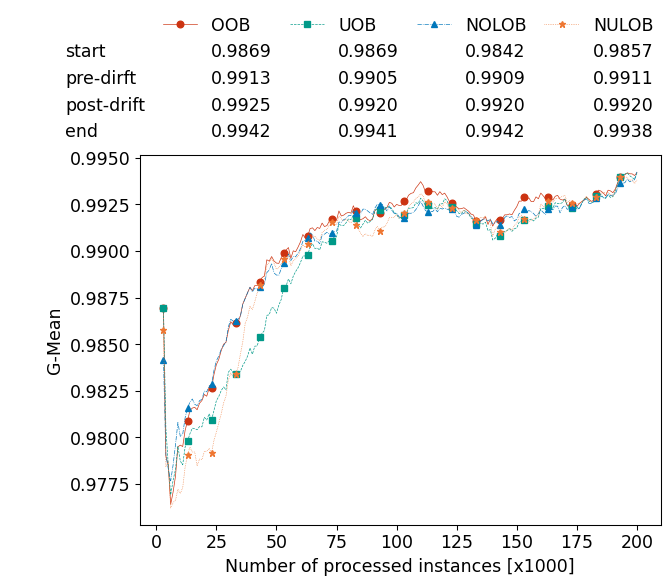 OOB UOB NOLOB NULOB
start 0.9869 0.9869 0.9842 0.9857
pre-dirft 0.9913 0.9905 0.9909 0.9911
post-drift 0.9925 0.9920 0.9920 0.9920
end 0.9942 0.9941 0.9942 0.9938
0.9950
0.9925
0.9900
0.9875
0.9850
0.9825
0.9800
0.9775
G-Mean
0 25 50 75 100 125 150 175 200
Number of processed instances [x1000]